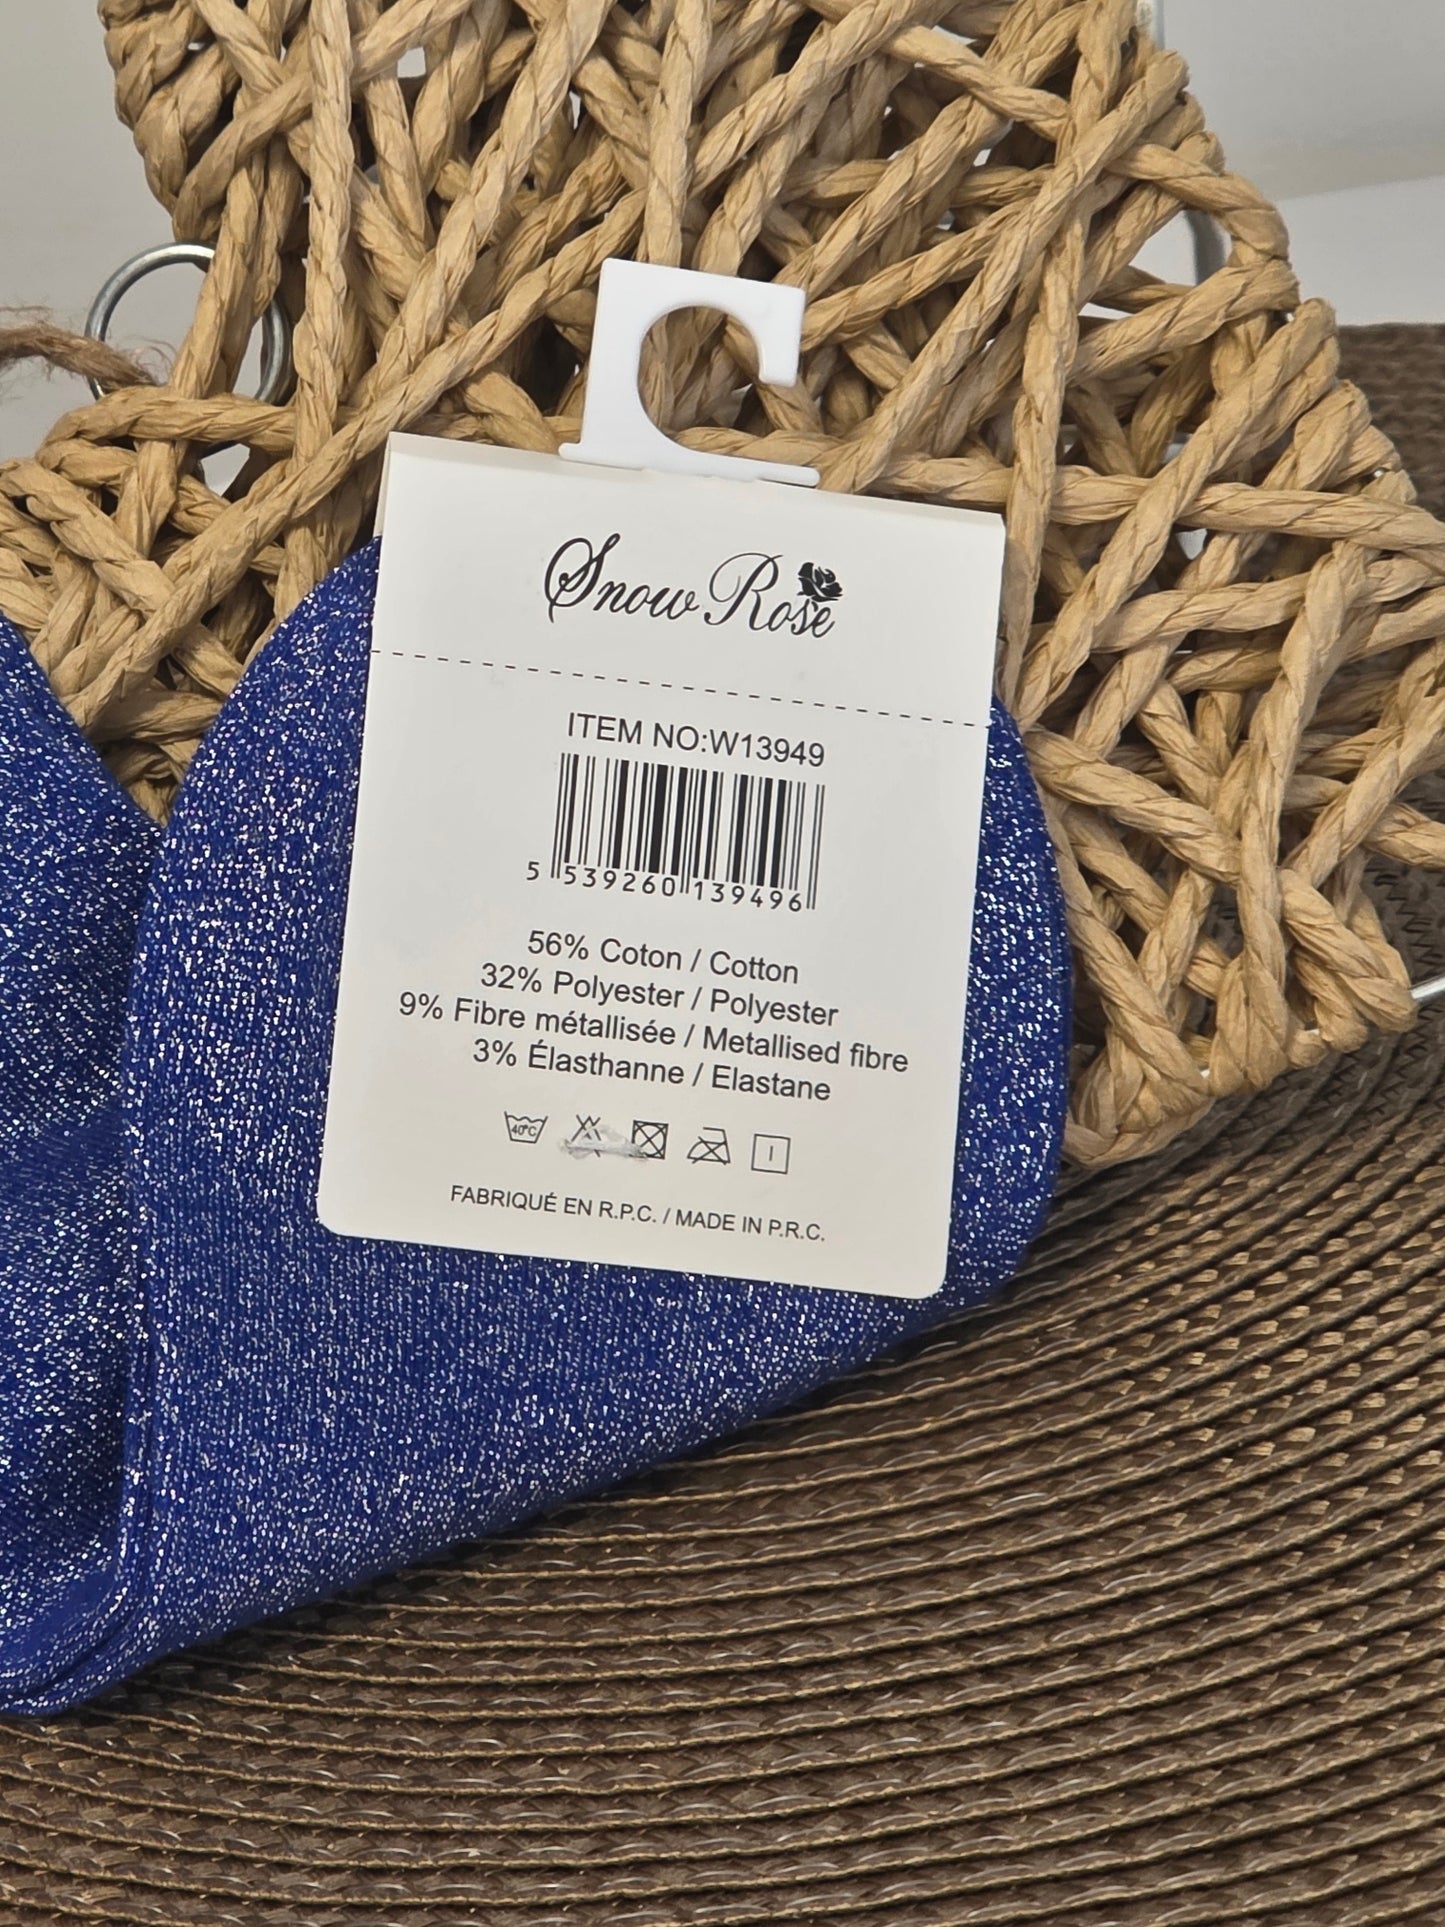 Snow Rose
ITEM NO:W13949
5 539260 139496
56% Coton / Cotton
32% Polyester / Polyester
9% Fibre métallisée / Metallised fibre
3% Élasthanne / Elastane
40°C
I
FABRIQUÉ EN R.P.C. / MADE IN P.R.C.